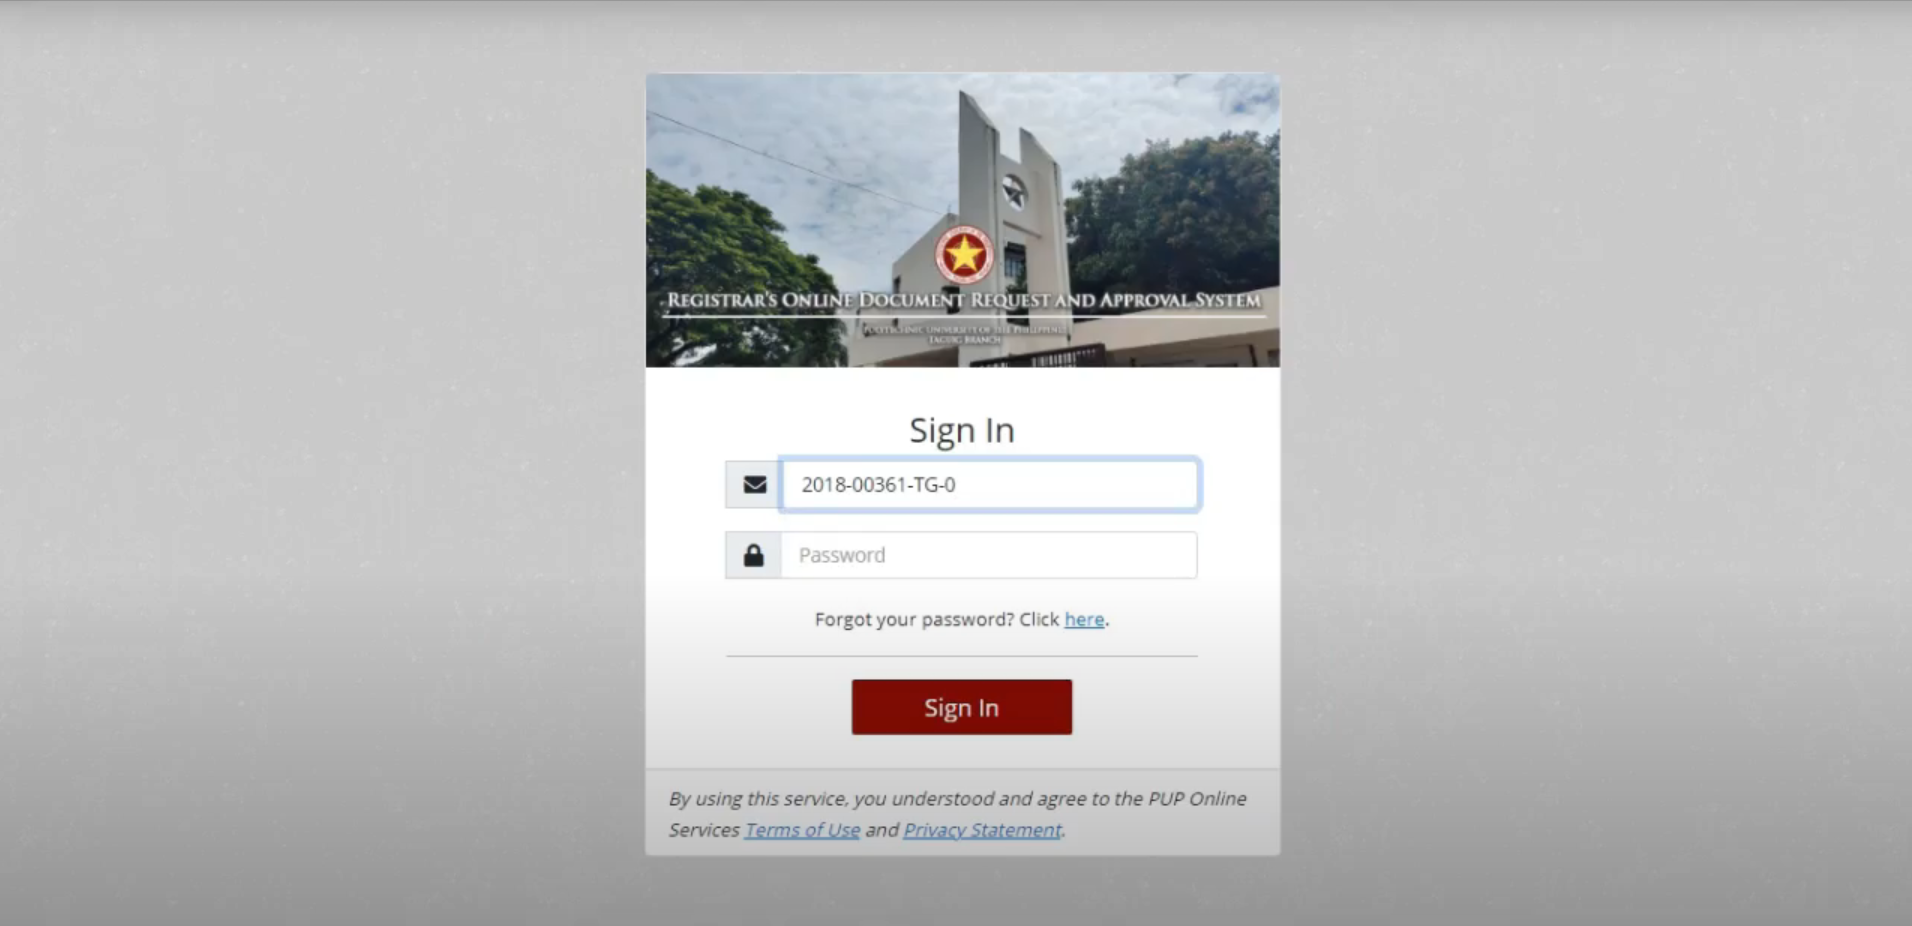 REGISTRAR'S ONLINE DOCUMENT REQUEST AND APPROVAL SYSTEM
POLYTECHNIC UNIVERSITY OF THE PHILIPPINES
TAGUIG BRANCH
Sign In
2018-00361-TG-0
Password
Forgot your password? Click here.
Sign In
By using this service, you understood and agree to the PUP Online
Services Terms of Use and Privacy Statement.